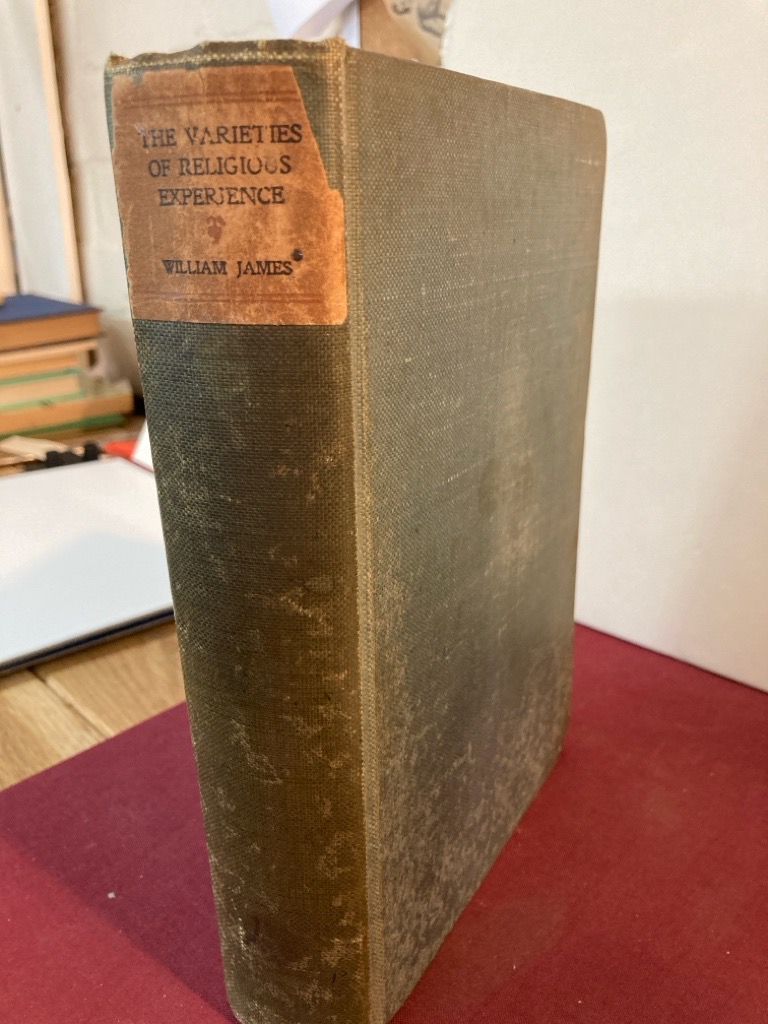 THE VARIETIES
OF RELIGIOUS
EXPERIENCE
WILLIAM JAMES